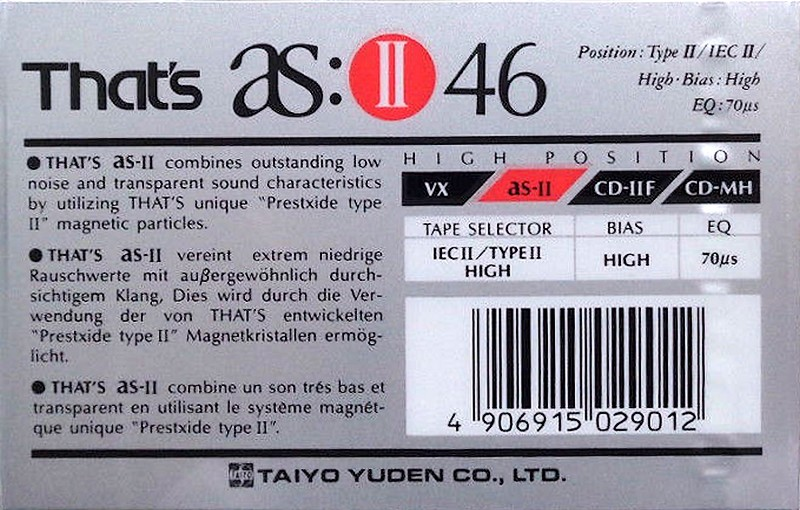 That's as:II 46
Position : Type II / IEC II /
High·Bias : High
EQ : 70µs
● THAT'S as-II combines outstanding low
noise and transparent sound characteristics
by utilizing THAT'S unique "Prestxide type
II" magnetic particles.
● THAT'S as-II vereint extrem niedrige
Rauschwerte mit außergewöhnlich durch-
sichtigem Klang, Dies wird durch die Ver-
wendung der von THAT'S entwickelten
"Prestxide type II" Magnetkristallen ermög-
licht.
● THAT'S as-II combine un son trés bas et
transparent en utilisant le système magnét-
que unique "Prestxide type II".
HIGH POSITION
VX as-II CD-IIF CD-MH
TAPE SELECTOR BIAS EQ
IEC II / TYPE II HIGH 70µs
HIGH
4 906915 029012
TAIYO YUDEN CO., LTD.